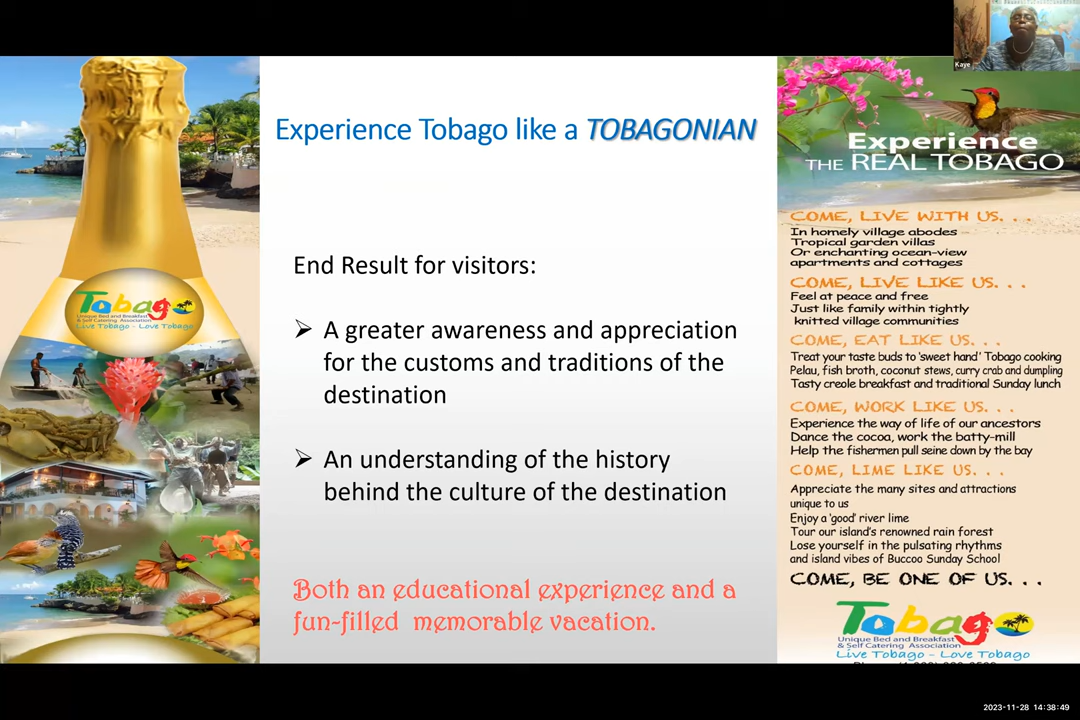 Kaye
Experience Tobago like a TOBAGONIAN
Tobago
Unique Bed and Breakfast
& Self Catering Association
Live Tobago - Love Tobago
End Result for visitors:
➢ A greater awareness and appreciation
for the customs and traditions of the
destination
➢ An understanding of the history
behind the culture of the destination
Both an educational experience and a
fun-filled memorable vacation.
Experience
THE REAL TOBAGO
COME, LIVE WITH US. . .
In homely village abodes
Tropical garden villas
Or enchanting ocean-view
apartments and cottages
COME, LIVE LIKE US. . .
Feel at peace and free
Just like family within tightly
knitted village communities
COME, EAT LIKE US. . .
Treat your taste buds to 'sweet hand' Tobago cooking
Pelau, fish broth, coconut stews, curry crab and dumpling
Tasty creole breakfast and traditional Sunday lunch
COME, WORK LIKE US. . .
Experience the way of life of our ancestors
Dance the cocoa, work the batty-mill
Help the fishermen pull seine down by the bay
COME, LIME LIKE US. . .
Appreciate the many sites and attractions
unique to us
Enjoy a 'good' river lime
Tour our island's renowned rain forest
Lose yourself in the pulsating rhythms
and island vibes of Buccoo Sunday School
COME, BE ONE OF US. . .
Tobago
Unique Bed and Breakfast
& Self Catering Association
Live Tobago - Love Tobago
2023-11-28 14:38:49